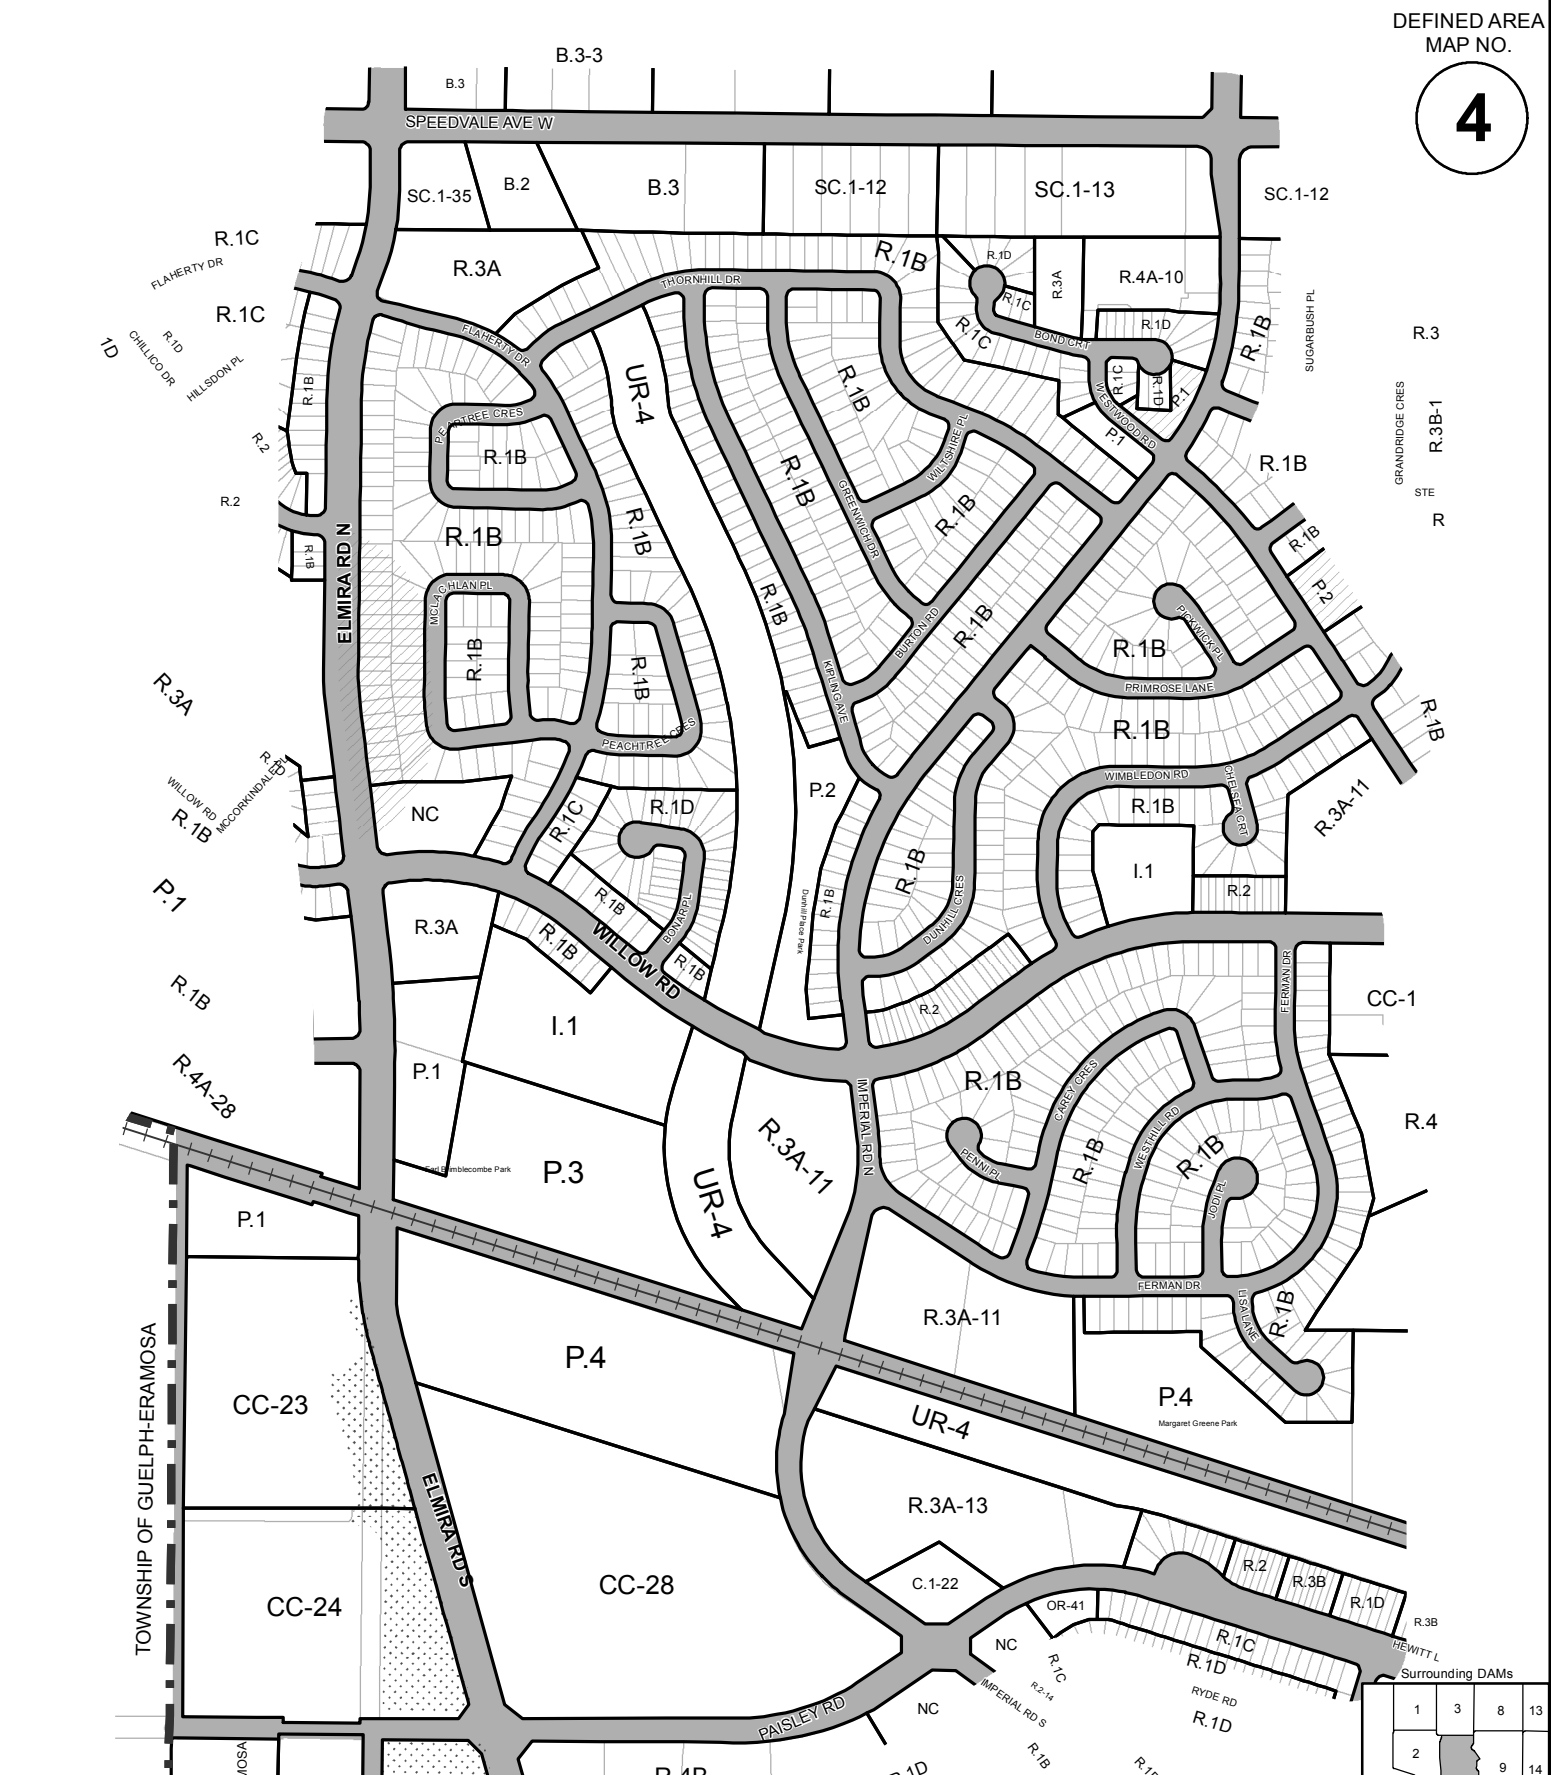 DEFINED AREA
MAP NO.
4
B.3-3
B.3
SPEEDVALE AVE W
SC.1-35
B.2
B.3
SC.1-12
SC.1-13
SC.1-12
R.1C
FLAHERTY DR
R.3A
R.1B
R.1D
R.1C
R.3A
R.4A-10
THORNHILL DR
R.1C
R.1C
BOND CRT
R.1D
R.1B
SUGARBUSH PL
R.3
1D
CHILLICO DR
R.1D
HILLSDON PL
R.1B
FLAHERTY DR
UR-4
R.1B
R.1C
R.1D
P.1
WESTWOOD RD
P.1
GRANDRIDGE CRES
R.3B-1
R.2
PEARTREE CRES
R.1B
WILTSHIRE PL
R.1B
R.1B
R.2
STE
R
ELMIRA RD N
R.1B
R.1B
R.1B
GREENWICH DR
R.1B
R.1B
R.1B
P.2
MCLACHLAN PL
R.1B
R.1B
R.1B
R.1B
BURTON RD
R.1B
PICKWICK PL
R.1B
PRIMROSE LANE
R.3A
KIPLING AVE
PEACHTREE CRES
R.1B
R.1B
R.1D
WILLOW RD
MCCORKINDALE PL
R.1B
NC
R.1C
R.1D
P.2
WIMBLEDON RD
CHELSEA CRT
R.1B
R.3A-11
I.1
R.2
P.1
R.3A
R.1B
R.1B
WILLOW RD
BONAR PL
R.1B
Dunhill Place Park
R.1B
R.1B
DUNHILL CRES
R.2
FERMAN DR
CC-1
R.1B
I.1
R.4A-28
P.1
Earl Brimblecombe Park
P.3
UR-4
R.3A-11
IMPERIAL RD N
R.1B
CAREY CRES
PENNI PL
R.1B
WESTHILL RD
R.1B
JODI PL
R.4
P.1
FERMAN DR
LISA LANE
R.1B
R.3A-11
P.4
P.4
Margaret Greene Park
TOWNSHIP OF GUELPH-ERAMOSA
CC-23
UR-4
ELMIRA RD S
R.3A-13
CC-24
CC-28
C.1-22
OR-41
R.2
R.3B
R.1D
R.3B
HEWITT L
NC
R.1C
R.1C
R.1D
R.2-14
RYDE RD
R.1D
IMPERIAL RD S
NC
PAISLEY RD
R.1B
Surrounding DAMs
1
3
8
13
2
9
14
MOSA